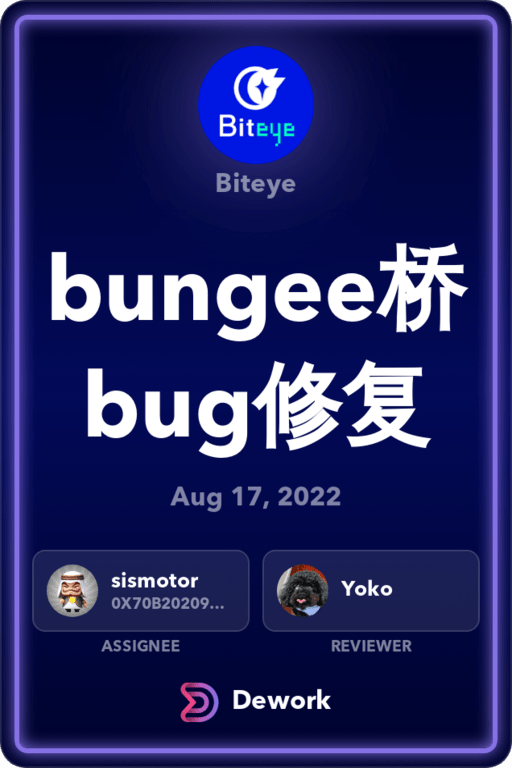 Biteye
Biteye
bungee桥
bug修复
Aug 17, 2022
sismotor
0X70B20209...
Yoko
ASSIGNEE
REVIEWER
Dework